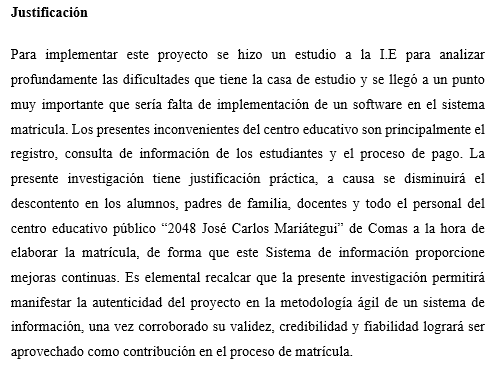 Justificación
Para implementar este proyecto se hizo un estudio a la I.E para analizar
profundamente las dificultades que tiene la casa de estudio y se llegó a un punto
muy importante que sería falta de implementación de un software en el sistema
matricula. Los presentes inconvenientes del centro educativo son principalmente el
registro, consulta de información de los estudiantes y el proceso de pago. La
presente investigación tiene justificación práctica, a causa se disminuirá el
descontento en los alumnos, padres de familia, docentes y todo el personal del
centro educativo público “2048 José Carlos Mariátegui” de Comas a la hora de
elaborar la matrícula, de forma que este Sistema de información proporcione
mejoras continuas. Es elemental recalcar que la presente investigación permitirá
manifestar la autenticidad del proyecto en la metodología ágil de un sistema de
información, una vez corroborado su validez, credibilidad y fiabilidad logrará ser
aprovechado como contribución en el proceso de matrícula.